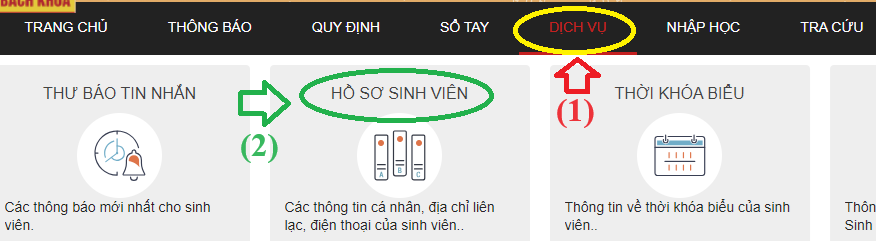 BÁCH KHOA
TRANG CHỦ THÔNG BÁO QUY ĐỊNH SỔ TAY DỊCH VỤ NHẬP HỌC TRA CỨU
THƯ BÁO TIN NHẮN
HỒ SƠ SINH VIÊN
THỜI KHÓA BIỂU
(1)
(2)
A B C
Các thông báo mới nhất cho sinh
viên.
Các thông tin cá nhân, địa chỉ liên
lạc, điện thoại của sinh viên..
Thông tin về thời khóa biểu của sinh
viên..
Thôn
Sinh